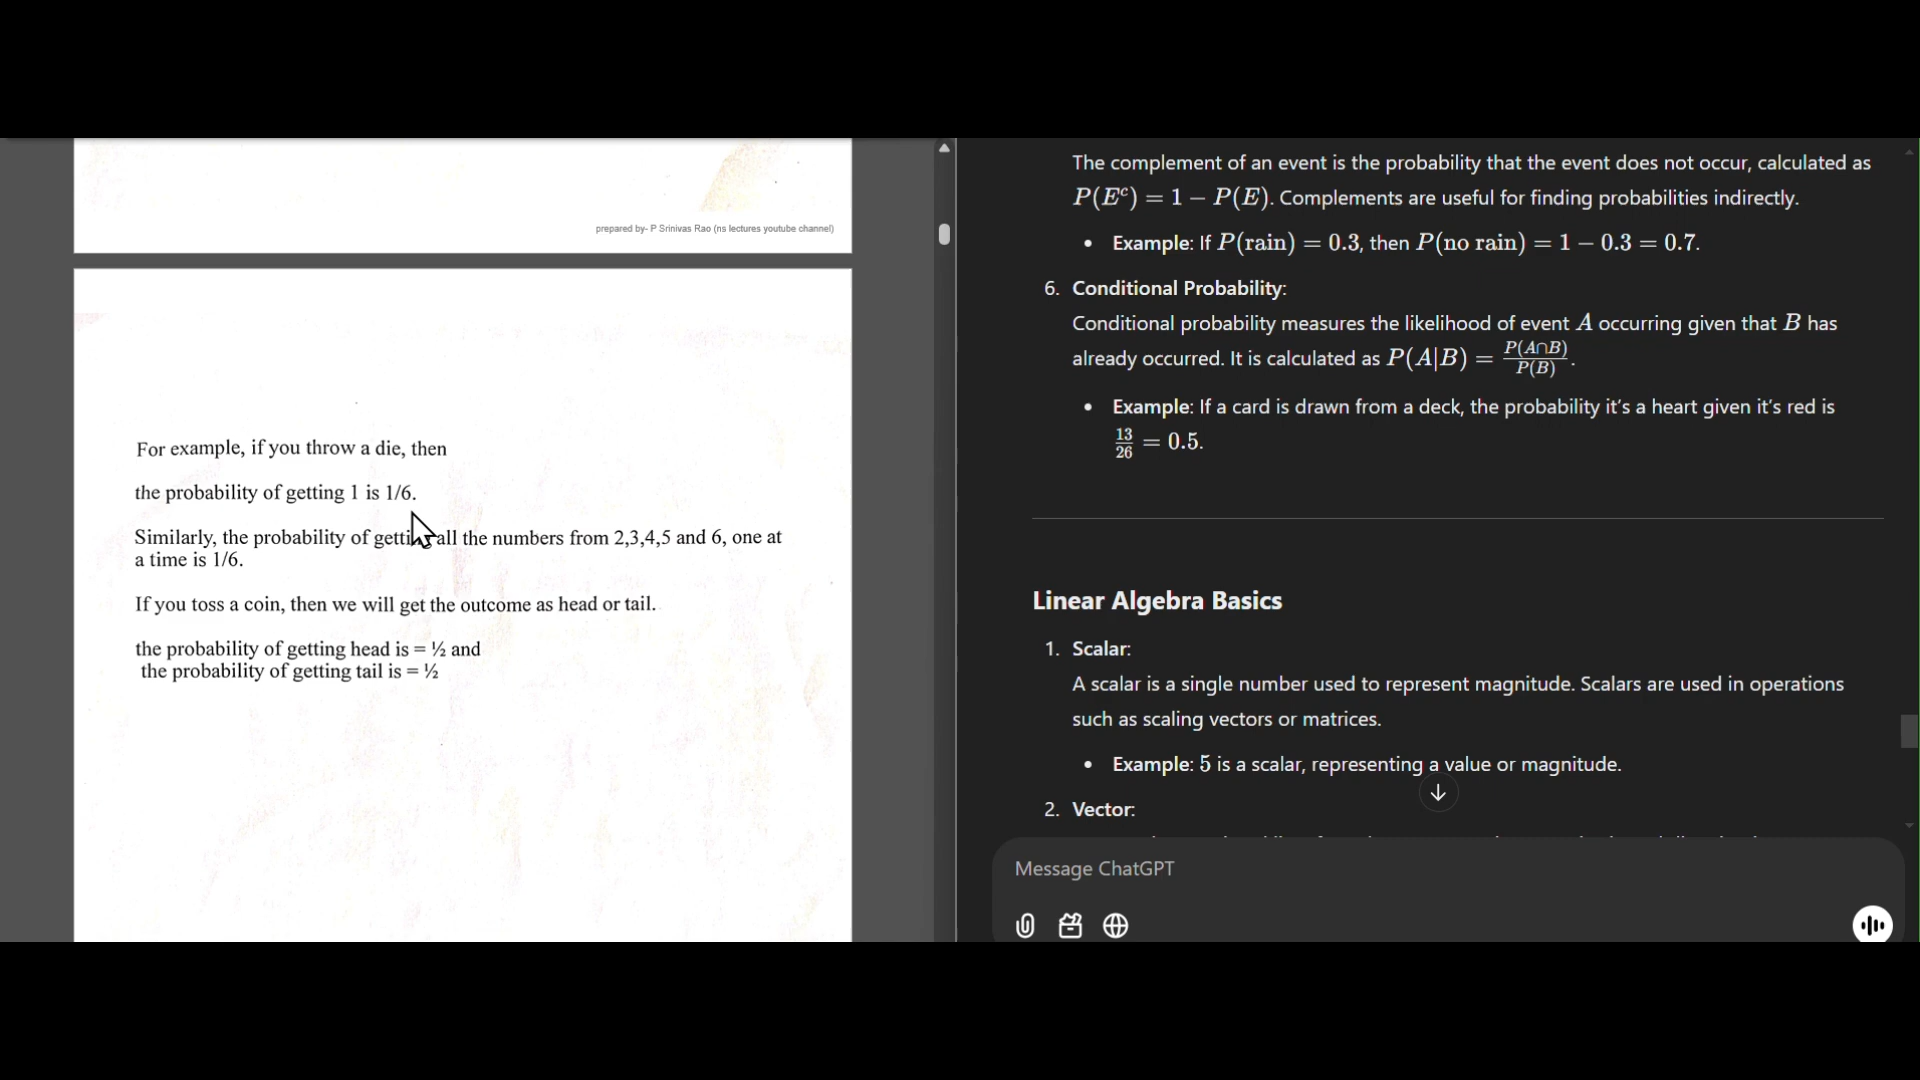 prepared by- P Srinivas Rao (ns lectures youtube channel)
For example, if you throw a die, then
the probability of getting 1 is 1/6.
Similarly, the probability of getting all the numbers from 2,3,4,5 and 6, one at
a time is 1/6.
If you toss a coin, then we will get the outcome as head or tail.
the probability of getting head is = ½ and
the probability of getting tail is = ½
The complement of an event is the probability that the event does not occur, calculated as
P(Eᶜ) = 1 − P(E). Complements are useful for finding probabilities indirectly.
• Example: If P(rain) = 0.3, then P(no rain) = 1 − 0.3 = 0.7.
6. Conditional Probability:
Conditional probability measures the likelihood of event A occurring given that B has
already occurred. It is calculated as P(A|B) = P(A∩B)/P(B).
• Example: If a card is drawn from a deck, the probability it's a heart given it's red is
13/26 = 0.5.
Linear Algebra Basics
1. Scalar:
A scalar is a single number used to represent magnitude. Scalars are used in operations
such as scaling vectors or matrices.
• Example: 5 is a scalar, representing a value or magnitude.
2. Vector:
Message ChatGPT